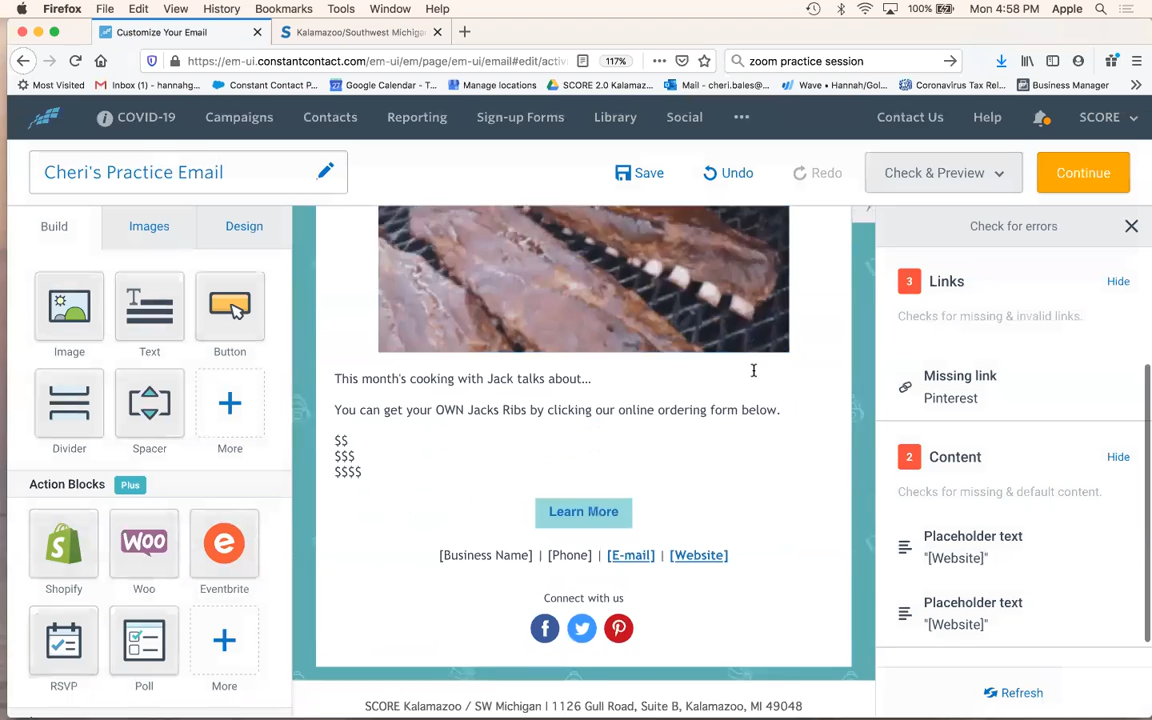 Firefox File Edit View History Bookmarks Tools Window Help 100% Mon 4:58 PM Apple
Customize Your Email Kalamazoo/Southwest Michiga
https://em-ui.constantcontact.com/em-ui/em/page/em-ui/email#edit/activ 117% zoom practice session
Most Visited Inbox (1) - hannahg... Constant Contact P... Google Calendar - T... Manage locations SCORE 2.0 Kalamaz... Mail - cheri.bales@... Wave • Hannah/Gol... Coronavirus Tax Rel... Business Manager
COVID-19 Campaigns Contacts Reporting Sign-up Forms Library Social Contact Us Help SCORE
Cheri's Practice Email Save Undo Redo Check & Preview Continue
Build Images Design
Check for errors
Image Text Button
Divider Spacer More
Action Blocks Plus
Shopify Woo Eventbrite
RSVP Poll More
This month's cooking with Jack talks about...
You can get your OWN Jacks Ribs by clicking our online ordering form below.
$$
$$$
$$$$
Learn More
[Business Name] | [Phone] | [E-mail] | [Website]
Connect with us
SCORE Kalamazoo / SW Michigan | 1126 Gull Road, Suite B, Kalamazoo, MI 49048
3 Links Hide
Checks for missing & invalid links.
Missing link
Pinterest
2 Content Hide
Checks for missing & default content.
Placeholder text
"[Website]"
Placeholder text
"[Website]"
Refresh